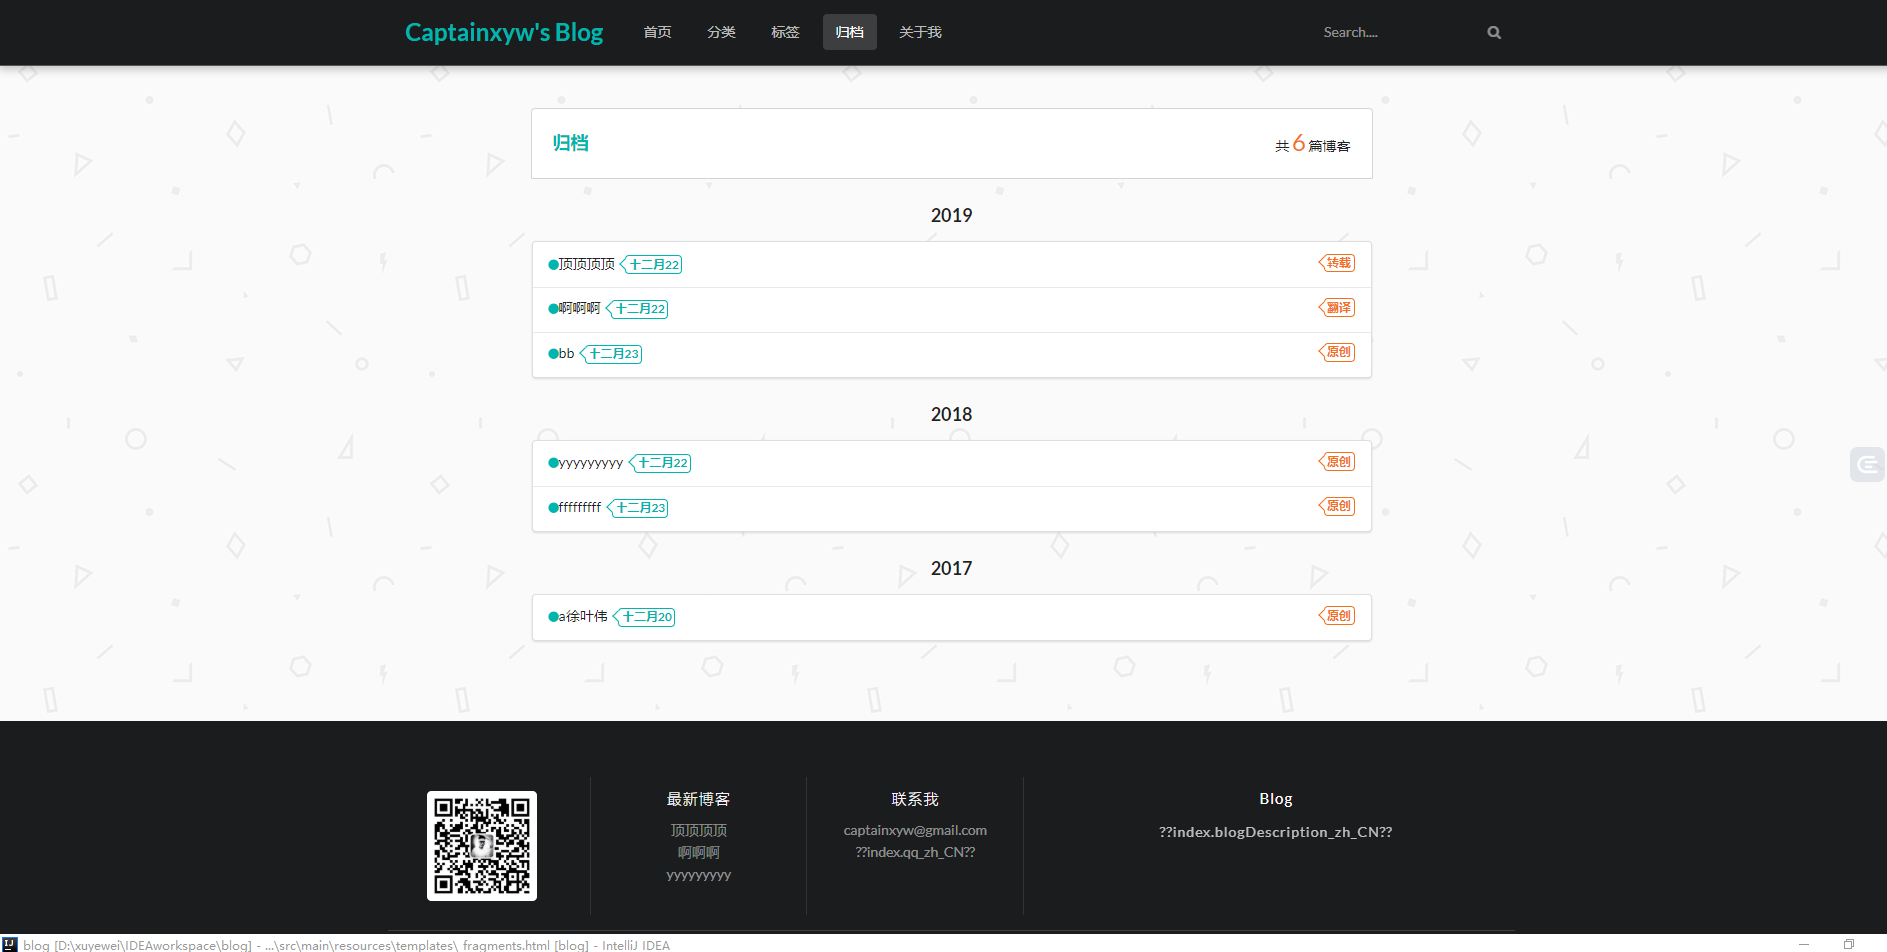 Captainxyw's Blog 首页 分类 标签 归档 关于我 Search....
归档 共 6 篇博客
2019
顶顶顶顶 十二月22 转载
啊啊啊 十二月22 翻译
bb 十二月23 原创
2018
yyyyyyyyy 十二月22 原创
fffffffff 十二月23 原创
2017
a徐叶伟 十二月20 原创
最新博客
顶顶顶顶
啊啊啊
yyyyyyyyy
联系我
captainxyw@gmail.com
??index.qq_zh_CN??
Blog
??index.blogDescription_zh_CN??
blog [D:\xuyewei\IDEAworkspace\blog] - ...\src\main\resources\templates\_fragments.html [blog] - IntelliJ IDEA